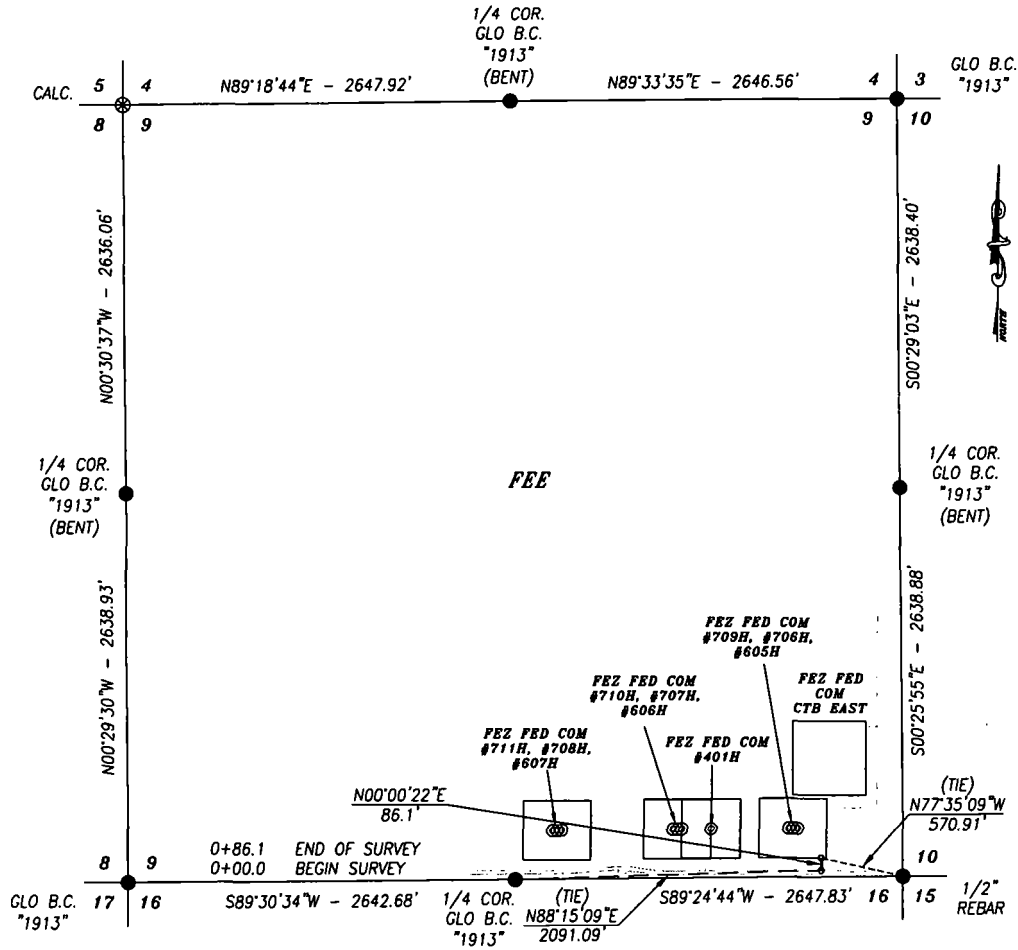 1/4 COR.
GLO B.C.
"1913"
(BENT)
CALC.
5 4
8 9
N89°18'44"E - 2647.92'
N89°33'35"E - 2646.56'
4 3
9 10
GLO B.C.
"1913"
N00°30'37"W - 2636.06'
S00°29'03"E - 2638.40'
NORTH
1/4 COR.
GLO B.C.
"1913"
(BENT)
FEE
1/4 COR.
GLO B.C.
"1913"
(BENT)
N00°29'30"W - 2638.93'
S00°25'55"E - 2638.88'
FEZ FED COM
#709H, #706H,
#605H
FEZ FED COM
#710H, #707H,
#606H
FEZ FED
COM
CTB EAST
FEZ FED COM
#711H, #708H,
#607H
FEZ FED COM
#401H
N00°00'22"E
86.1'
(TIE)
N77°35'09"W
570.91'
0+86.1 END OF SURVEY
0+00.0 BEGIN SURVEY
8 9
17 16
10
16 15
GLO B.C.
"1913"
S89°30'34"W - 2642.68'
1/4 COR.
GLO B.C.
"1913"
(TIE)
N88°15'09"E
2091.09'
S89°24'44"W - 2647.83'
1/2"
REBAR